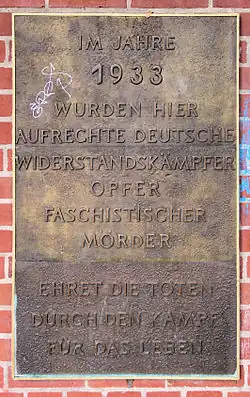 IM JAHRE
1933
WURDEN HIER
AUFRECHTE DEUTSCHE
WIDERSTANDSKÄMPFER
OPFER
FASCHISTISCHER
MÖRDER
EHRET DIE TOTEN
DURCH DEN KAMPF
FÜR DAS LEBEN